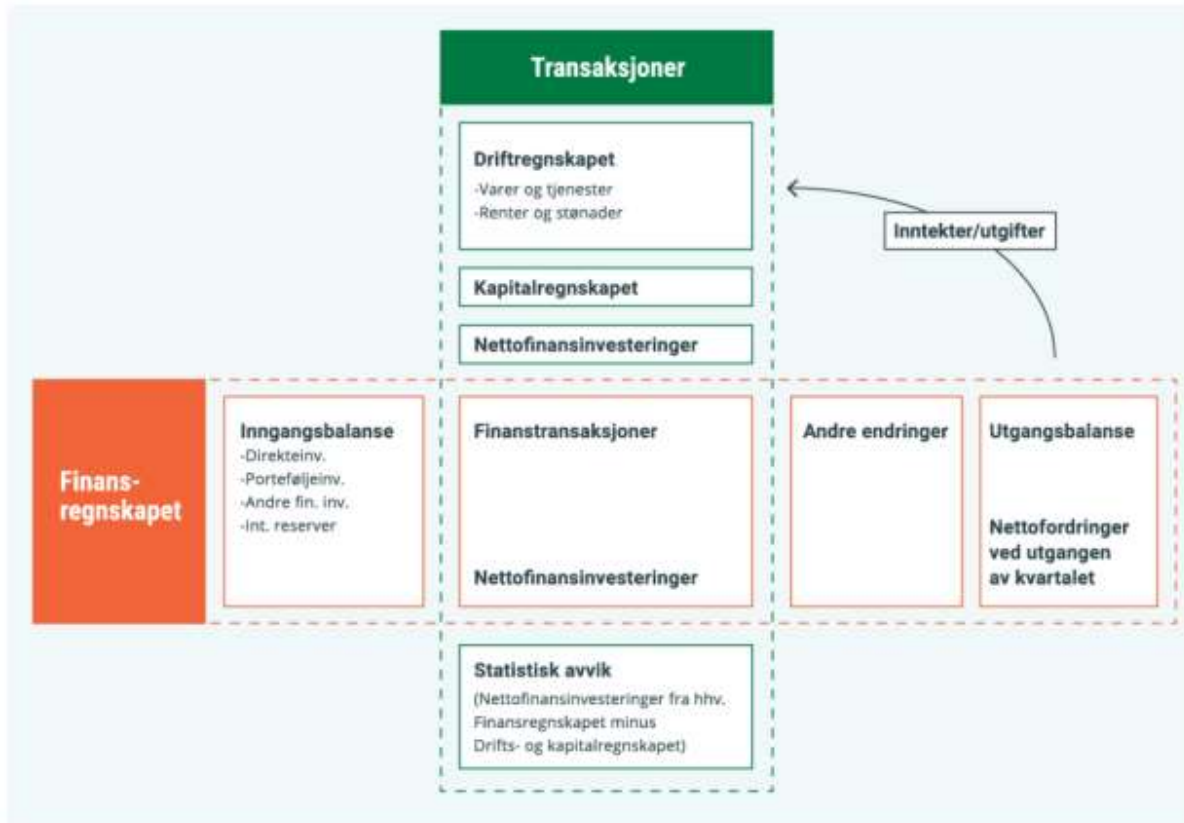 Transaksjoner
Driftregnskapet
-Varer og tjenester
-Renter og stønader
Inntekter/utgifter
Kapitalregnskapet
Nettofinansinvesteringer
Finans-
regnskapet
Inngangsbalanse
-Direkteinv.
-Porteføljeinv.
-Andre fin. inv.
-Int. reserver
Finanstransaksjoner
Nettofinansinvesteringer
Andre endringer
Utgangsbalanse
Nettofordringer
ved utgangen
av kvartalet
Statistisk avvik
(Nettofinansinvesteringer fra hhv.
Finansregnskapet minus
Drifts- og kapitalregnskapet)